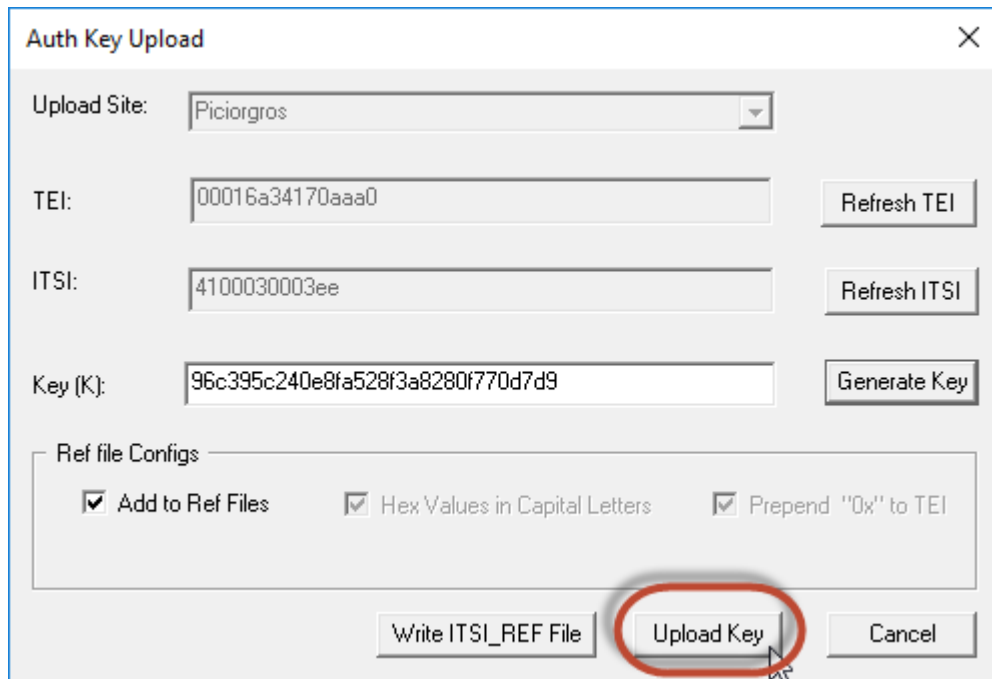 Auth Key Upload
Upload Site: Piciorgros
TEI: 00016a34170aaa0 Refresh TEI
ITSI: 4100030003ee Refresh ITSI
Key (K): 96c395c240e8fa528f3a8280f770d7d9 Generate Key
Ref file Configs
Add to Ref Files Hex Values in Capital Letters Prepend "0x" to TEI
Write ITSI_REF File Upload Key Cancel